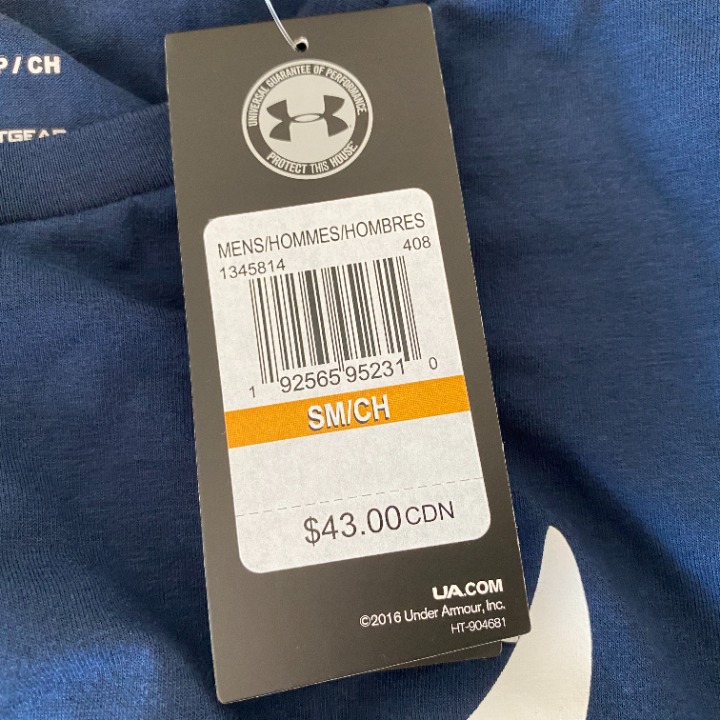 P / CH
TGEAR
UNIVERSAL GUARANTEE OF PERFORMANCE
PROTECT THIS HOUSE
MENS/HOMMES/HOMBRES
1345814 408
1 92565 95231 0
SM/CH
$43.00 CDN
UA.COM
©2016 Under Armour, Inc.
HT-904681